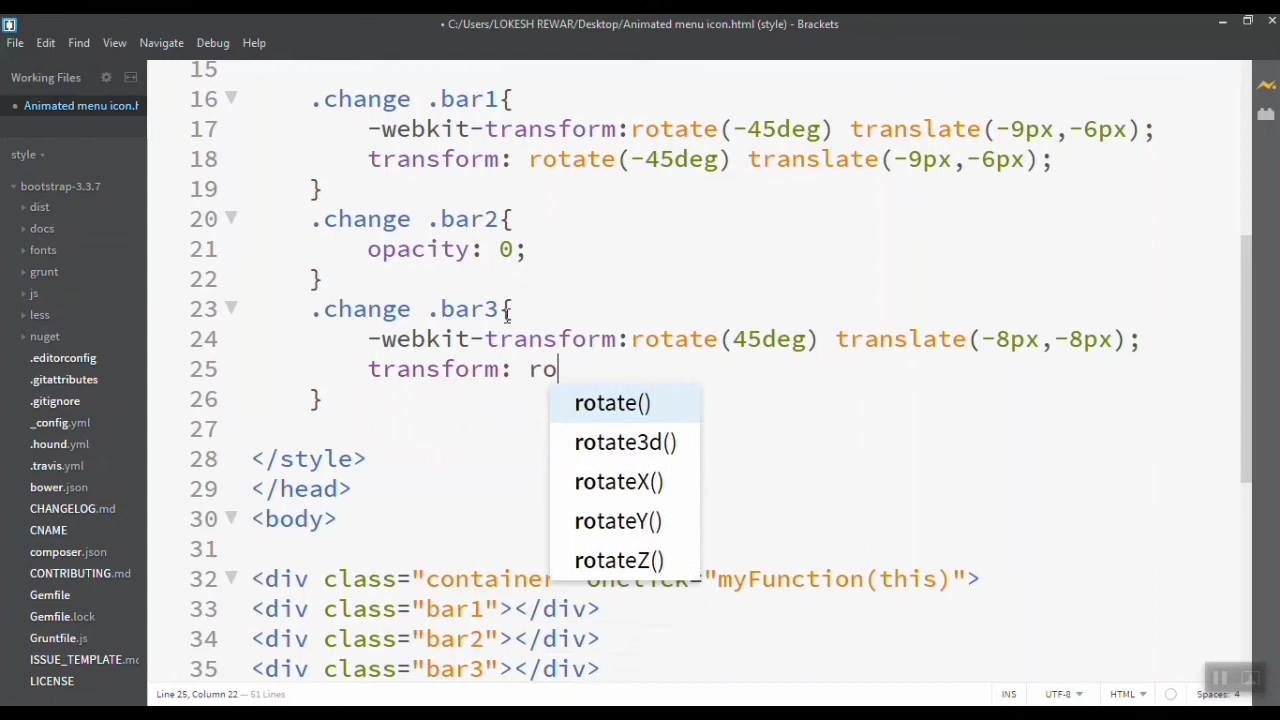 • C:/Users/LOKESH REWAR/Desktop/Animated menu icon.html (style) - Brackets
File Edit Find View Navigate Debug Help
Working Files
• Animated menu icon.h
style
bootstrap-3.3.7
dist
docs
fonts
grunt
js
less
nuget
.editorconfig
.gitattributes
.gitignore
_config.yml
.hound.yml
.travis.yml
bower.json
CHANGELOG.md
CNAME
composer.json
CONTRIBUTING.md
Gemfile
Gemfile.lock
Gruntfile.js
ISSUE_TEMPLATE.mc
LICENSE
15
16 .change .bar1{
17 -webkit-transform:rotate(-45deg) translate(-9px,-6px);
18 transform: rotate(-45deg) translate(-9px,-6px);
19 }
20 .change .bar2{
21 opacity: 0;
22 }
23 .change .bar3{
24 -webkit-transform:rotate(45deg) translate(-8px,-8px);
25 transform: ro
26 }
27
28 </style>
29 </head>
30 <body>
31
32 <div class="container" onclick="myFunction(this)">
33 <div class="bar1"></div>
34 <div class="bar2"></div>
35 <div class="bar3"></div>
rotate()
rotate3d()
rotateX()
rotateY()
rotateZ()
Line 25, Column 22 — 51 Lines
INS UTF-8 HTML Spaces: 4